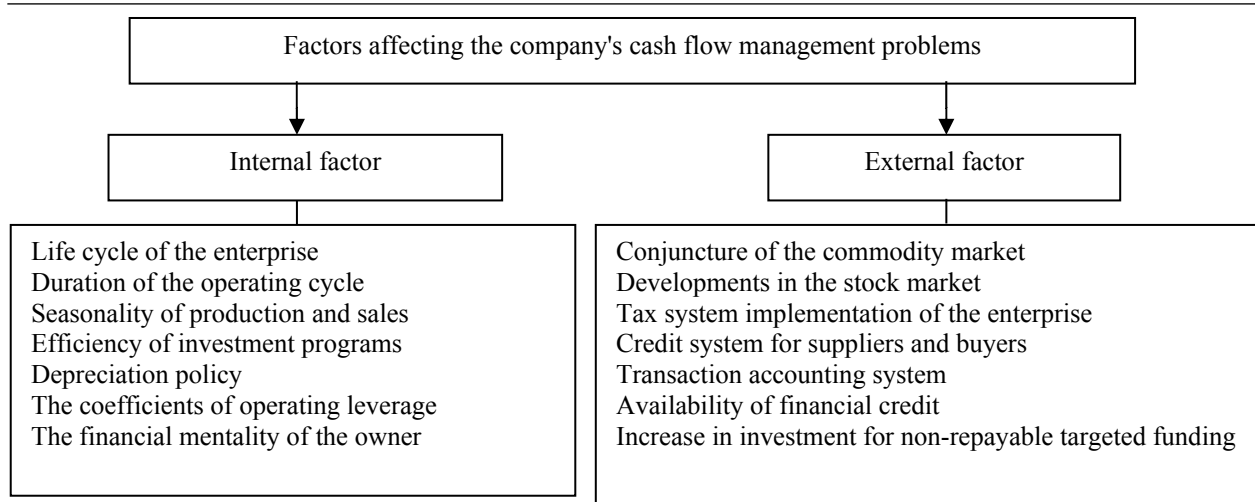 Factors affecting the company's cash flow management problems
Internal factor
External factor
Life cycle of the enterprise
Duration of the operating cycle
Seasonality of production and sales
Efficiency of investment programs
Depreciation policy
The coefficients of operating leverage
The financial mentality of the owner
Conjuncture of the commodity market
Developments in the stock market
Tax system implementation of the enterprise
Credit system for suppliers and buyers
Transaction accounting system
Availability of financial credit
Increase in investment for non-repayable targeted funding